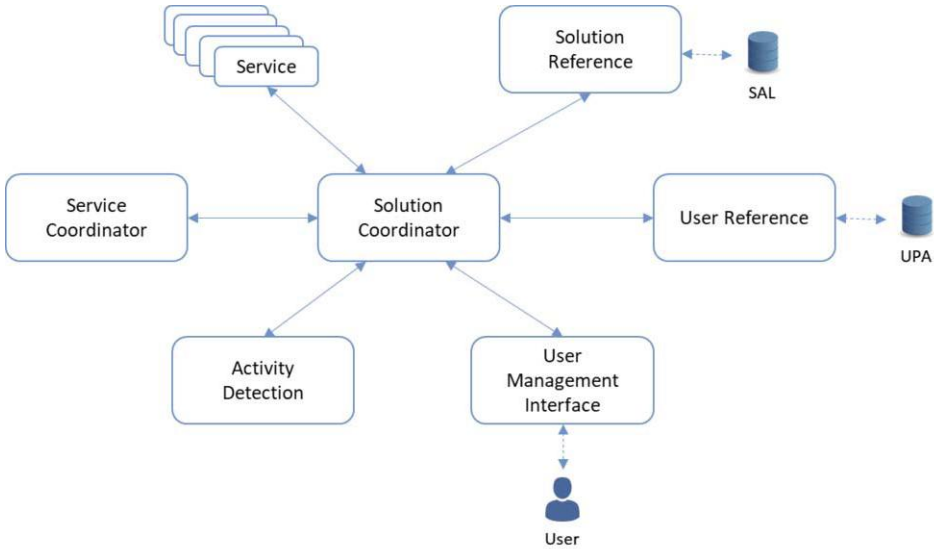 Service
Solution
Reference
SAL
Service
Coordinator
Solution
Coordinator
User Reference
UPA
Activity
Detection
User
Management
Interface
User